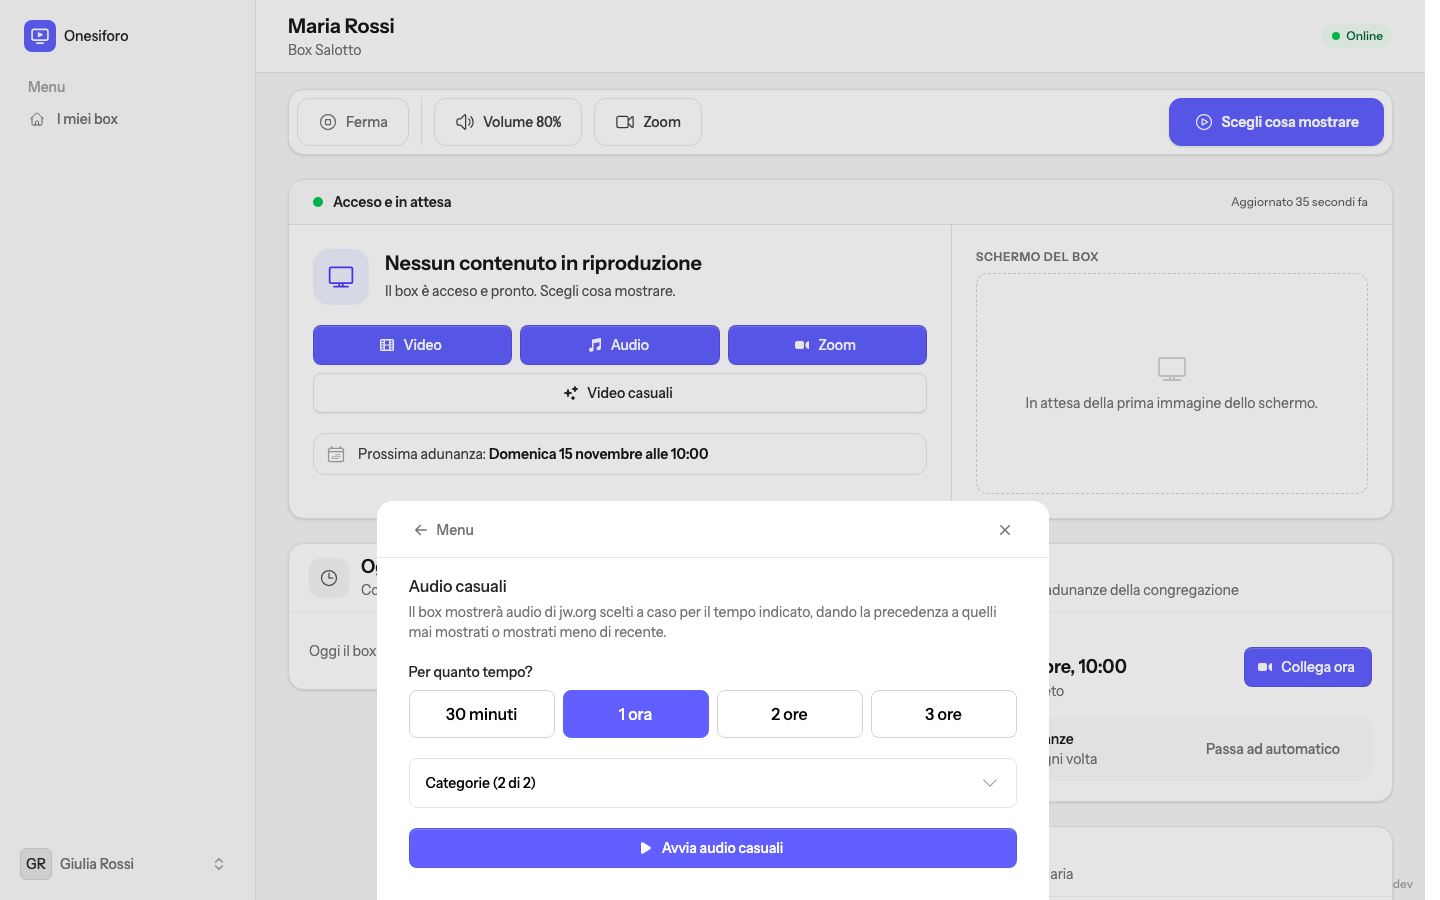 Onesiforo
Menu
I miei box
GR
Giulia Rossi
Maria Rossi
Box Salotto
Online
Ferma
Volume 80%
Zoom
Scegli cosa mostrare
Acceso e in attesa
Aggiornato 35 secondi fa
Nessun contenuto in riproduzione
Il box è acceso e pronto. Scegli cosa mostrare.
Video
Audio
Zoom
Video casuali
Prossima adunanza: Domenica 15 novembre alle 10:00
SCHERMO DEL BOX
In attesa della prima immagine dello schermo.
Oggi il box
adunanze della congregazione
10:00
Collega ora
Passa ad automatico
ogni volta
dev
Menu
Audio casuali
Il box mostrerà audio di jw.org scelti a caso per il tempo indicato, dando la precedenza a quelli
mai mostrati o mostrati meno di recente.
Per quanto tempo?
30 minuti
1 ora
2 ore
3 ore
Categorie (2 di 2)
Avvia audio casuali